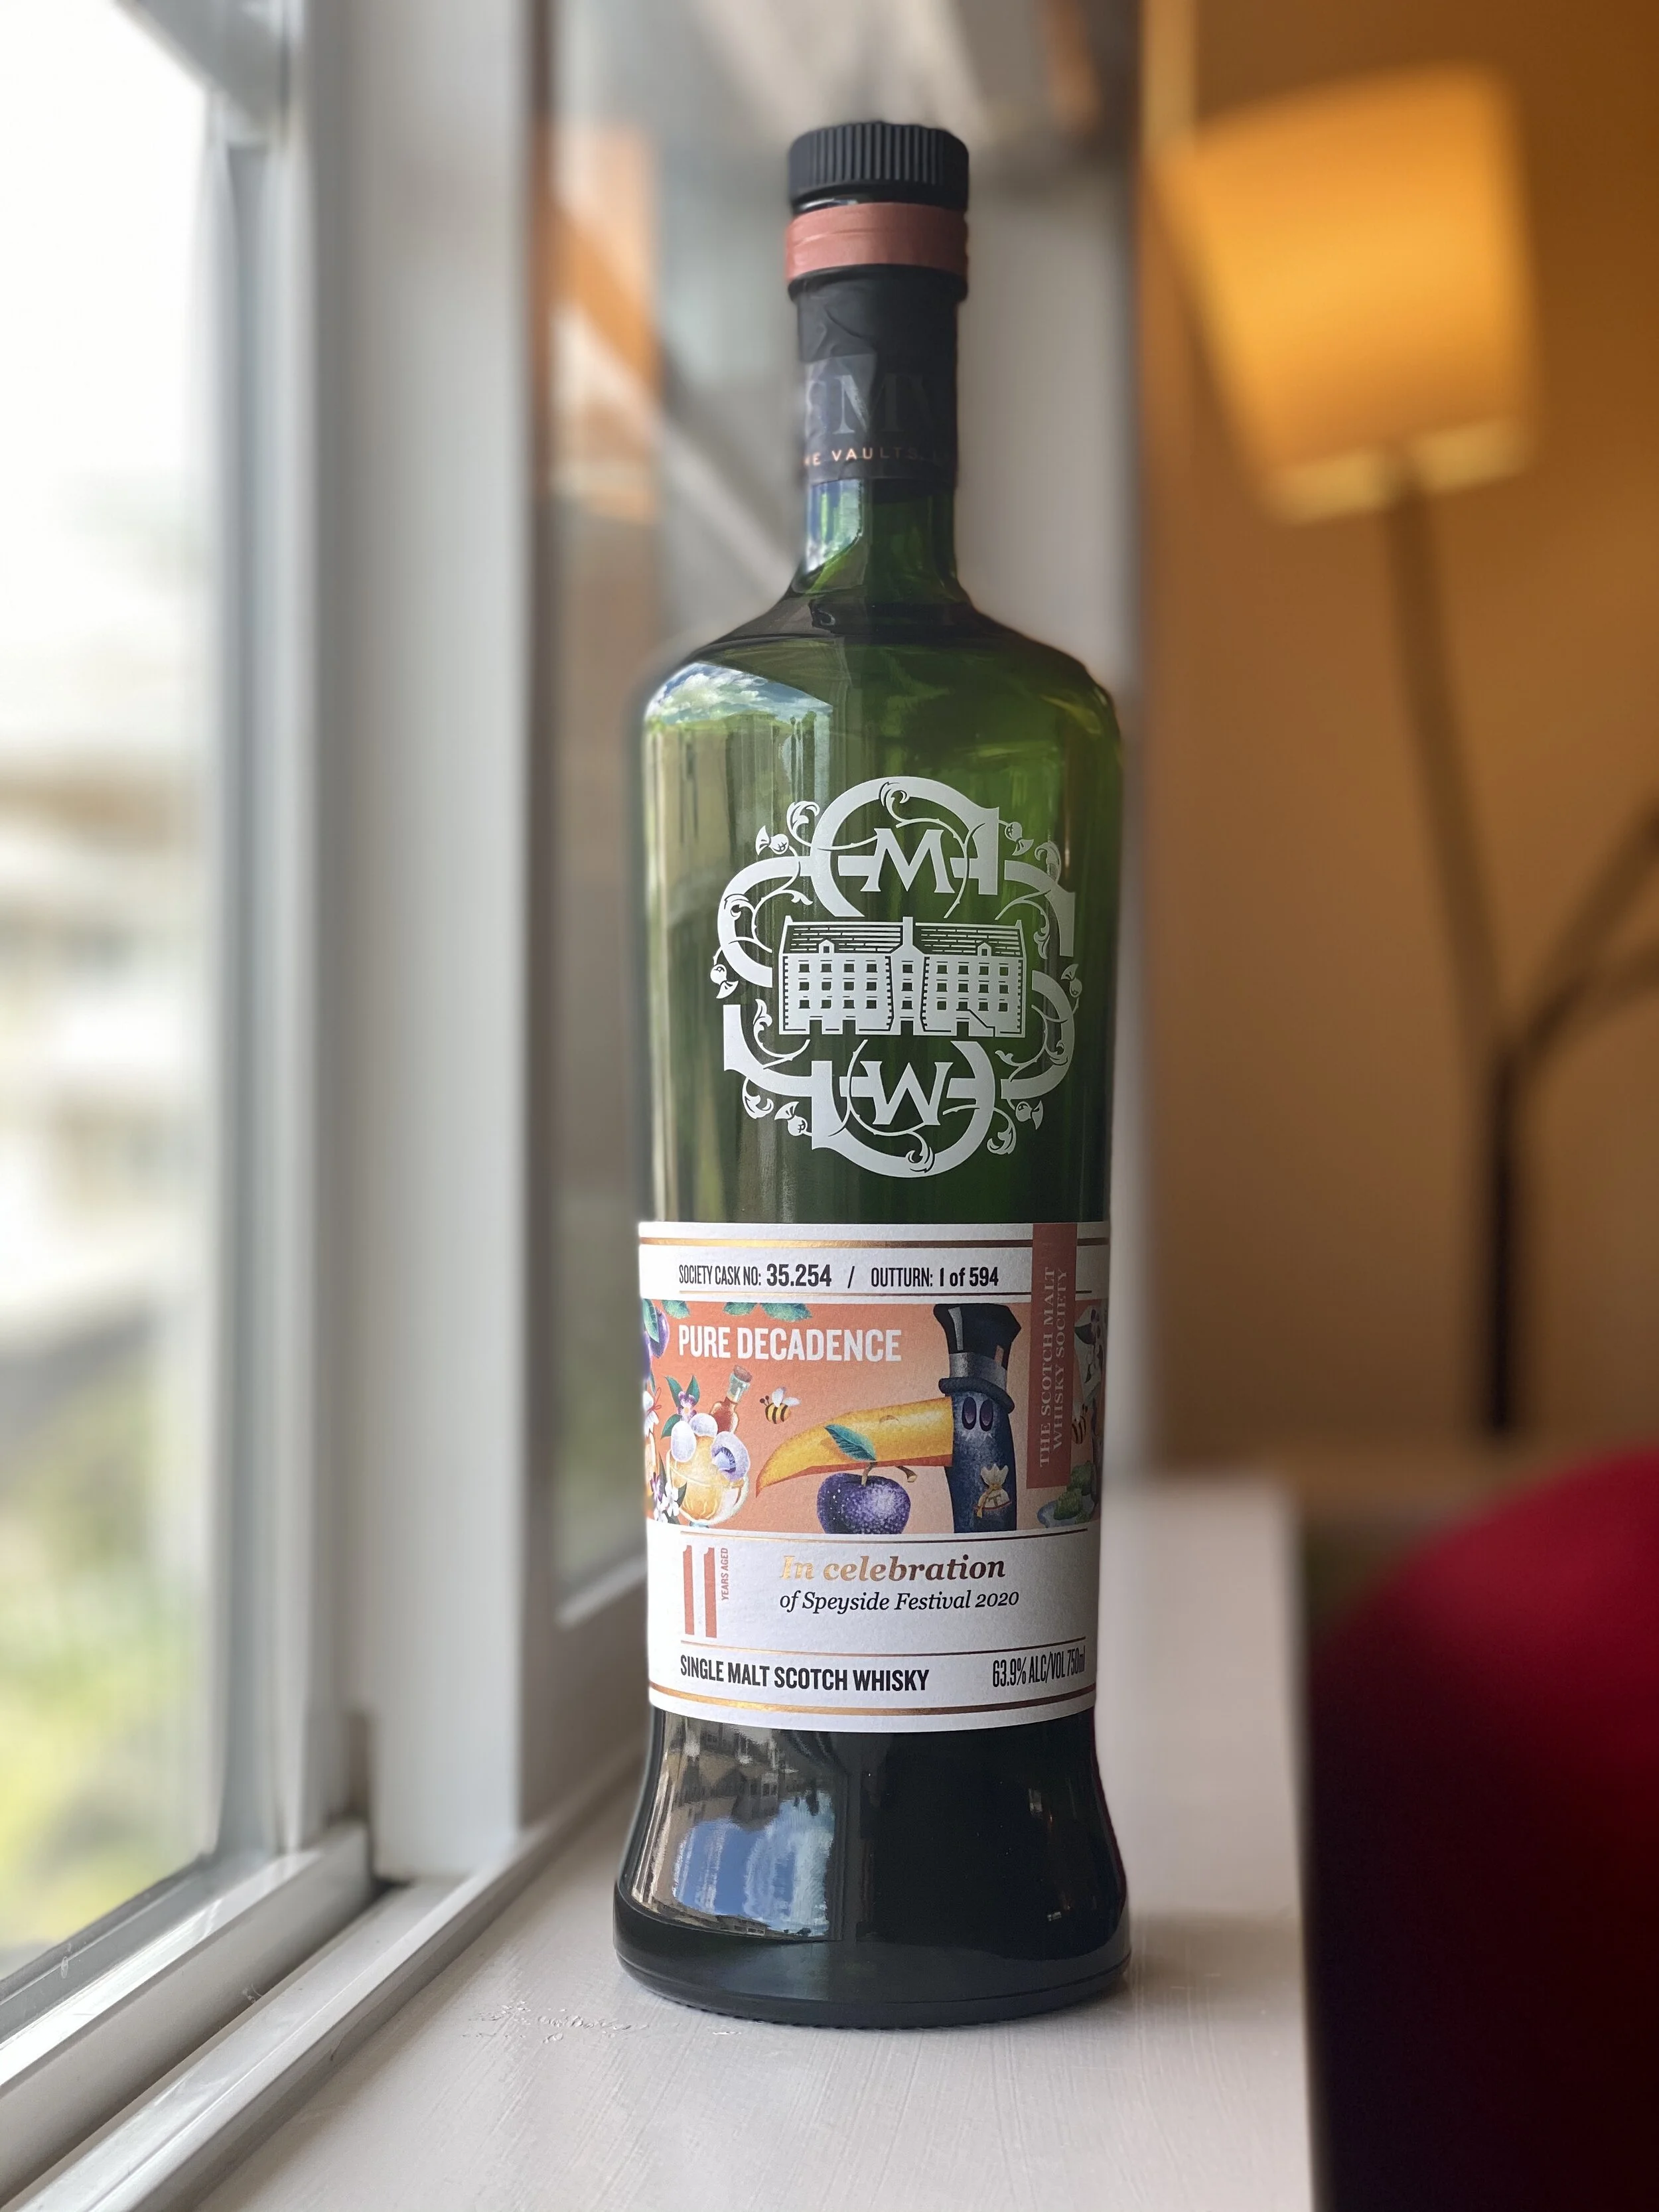 M
VAULTS
M
W
SOCIETY CASK NO: 35.254 / OUTTURN: 1 of 594
PURE DECADENCE
THE SCOTCH MALT
WHISKY SOCIETY
11
YEARS AGED
In celebration
of Speyside Festival 2020
SINGLE MALT SCOTCH WHISKY
63.9% ALC/VOL 750ml